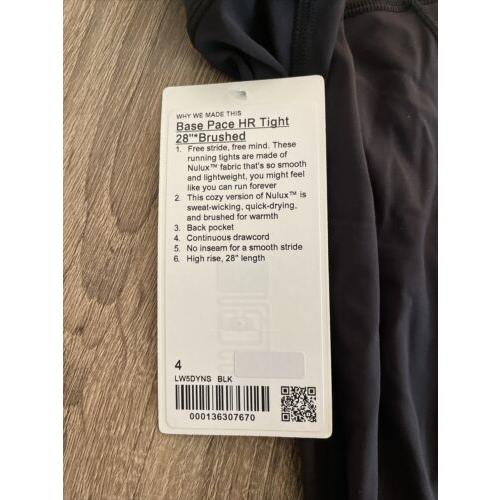 WHY WE MADE THIS
Base Pace HR Tight
28"*Brushed
1. Free stride, free mind. These
running tights are made of
Nulux™ fabric that's so smooth
and lightweight, you might feel
like you can run forever
2. This cozy version of Nulux™ is
sweat-wicking, quick-drying,
and brushed for warmth
3. Back pocket
4. Continuous drawcord
5. No inseam for a smooth stride
6. High rise, 28" length
4
LW5DYNS BLK
000136307670